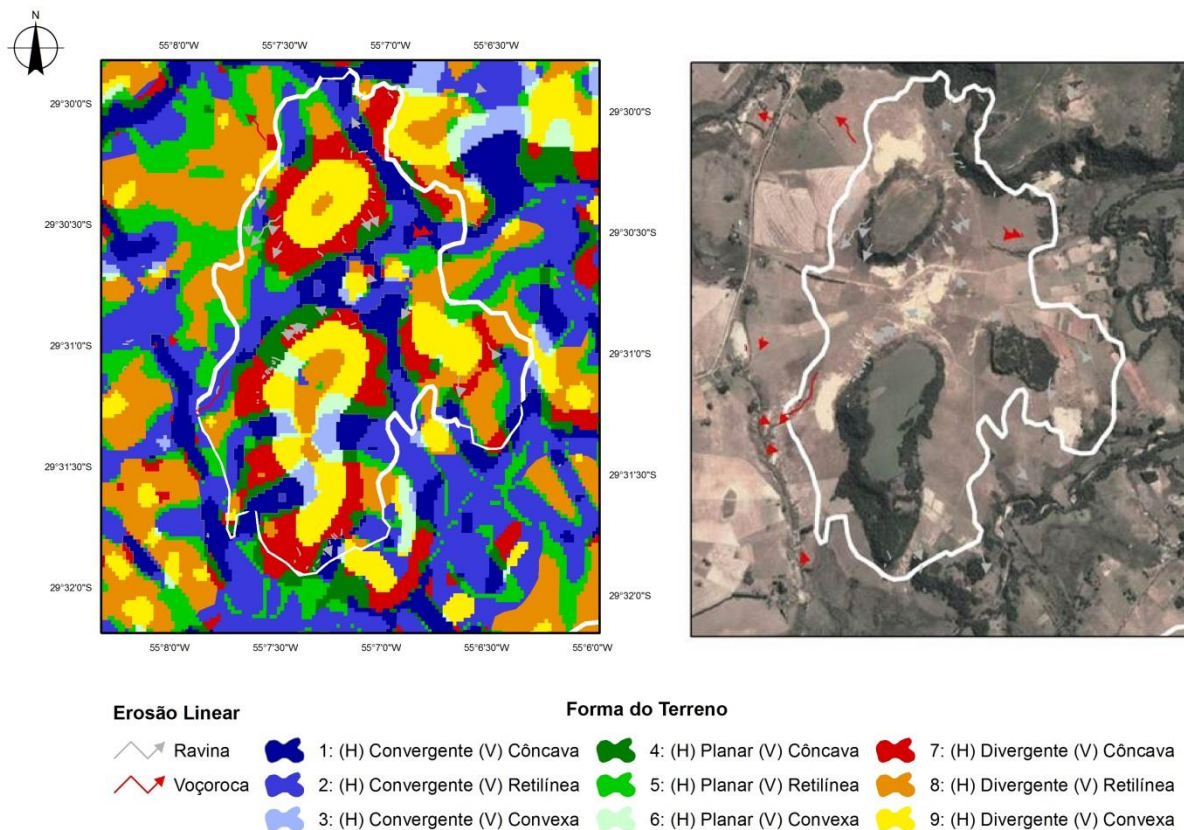 N
55°8'0"W 55°7'30"W 55°7'0"W 55°6'30"W
29°30'0"S 29°30'0"S
29°30'30"S 29°30'30"S
29°31'0"S 29°31'0"S
29°31'30"S 29°31'30"S
29°32'0"S 29°32'0"S
55°8'0"W 55°7'30"W 55°7'0"W 55°6'30"W 55°6'0"W
Erosão Linear
Ravina
Voçoroca
Forma do Terreno
1: (H) Convergente (V) Côncava
2: (H) Convergente (V) Retilínea
3: (H) Convergente (V) Convexa
4: (H) Planar (V) Côncava
5: (H) Planar (V) Retilínea
6: (H) Planar (V) Convexa
7: (H) Divergente (V) Côncava
8: (H) Divergente (V) Retilínea
9: (H) Divergente (V) Convexa